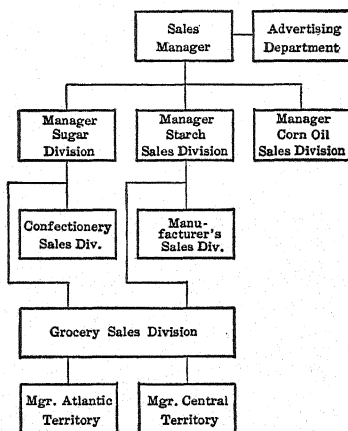 Sales
Manager
Advertising
Department
Manager
Sugar
Division
Manager
Starch
Sales Division
Manager
Corn Oil
Sales Division
Confectionery
Sales Div.
Manu-
facturer's
Sales Div.
Grocery Sales Division
Mgr. Atlantic
Territory
Mgr. Central
Territory